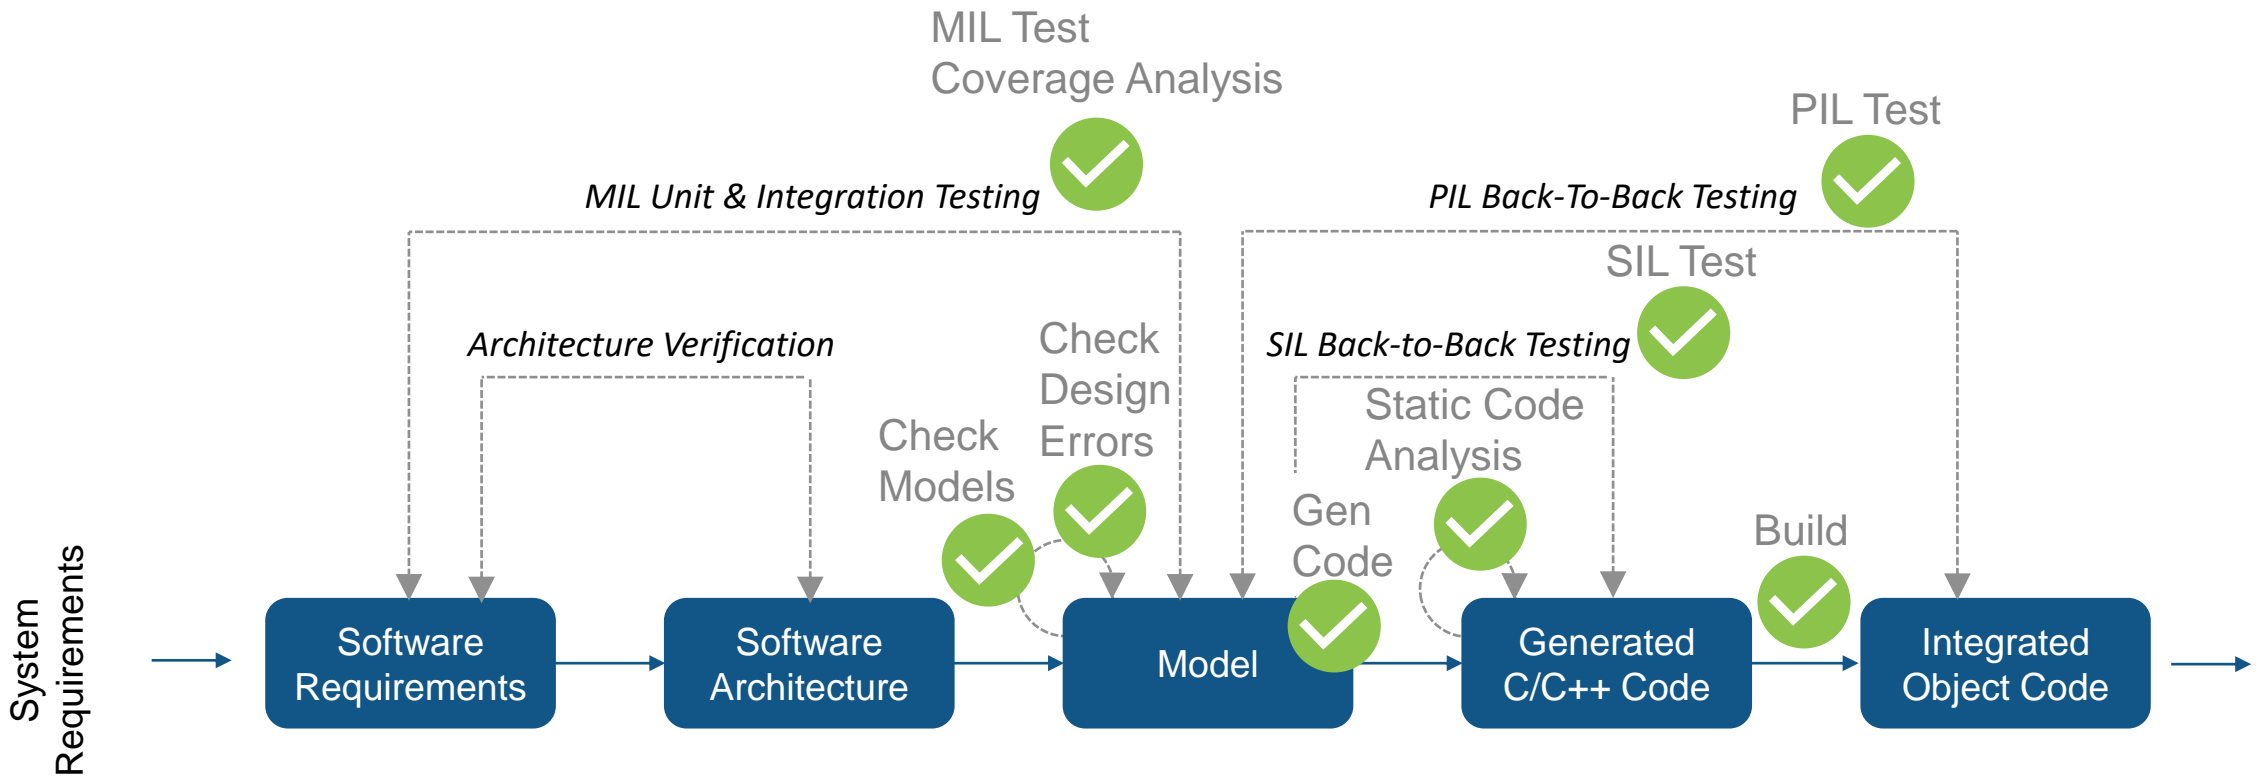 MIL Test
Coverage Analysis
PIL Test
MIL Unit & Integration Testing
PIL Back-To-Back Testing
SIL Test
Architecture Verification
SIL Back-to-Back Testing
Check
Design
Errors
Check
Models
Static Code
Analysis
Gen
Code
Build
System
Requirements
Software
Requirements
Software
Architecture
Model
Generated
C/C++ Code
Integrated
Object Code